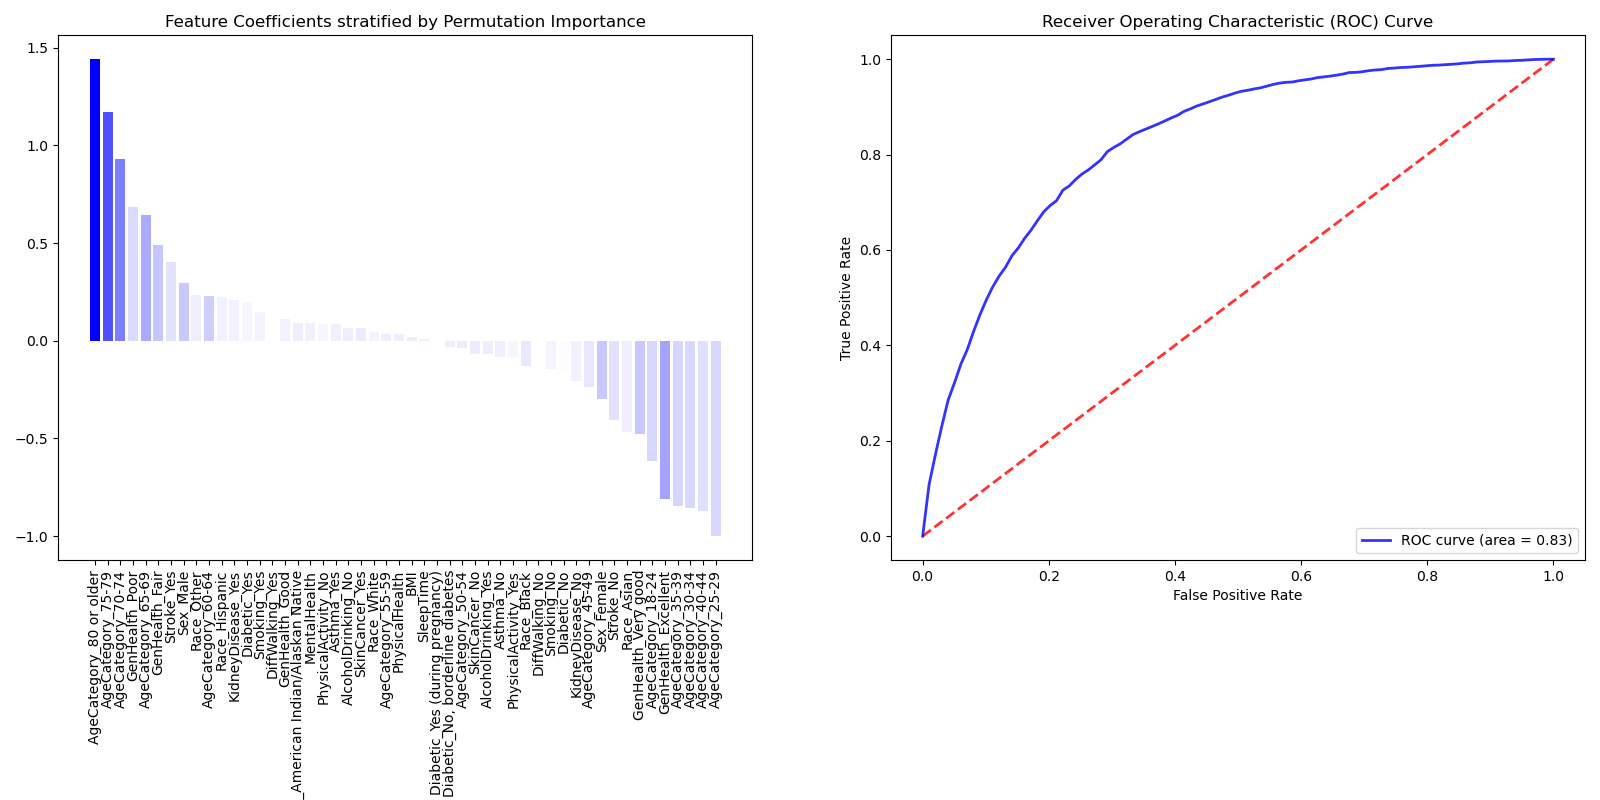 Feature Coefficients stratified by Permutation Importance
1.5
1.0
0.5
0.0
−0.5
−1.0
AgeCategory_80 or older
AgeCategory_75-79
AgeCategory_70-74
GenHealth_Poor
AgeCategory_65-69
GenHealth_Fair
Stroke_Yes
Sex_Male
Race_Other
AgeCategory_60-64
Race_Hispanic
KidneyDisease_Yes
Diabetic_Yes
Smoking_Yes
DiffWalking_Yes
GenHealth_Good
_American Indian/Alaskan Native
MentalHealth
PhysicalActivity_No
Asthma_Yes
AlcoholDrinking_No
SkinCancer_Yes
Race_White
AgeCategory_55-59
PhysicalHealth
BMI
SleepTime
Diabetic_Yes (during pregnancy)
Diabetic_No, borderline diabetes
AgeCategory_50-54
SkinCancer_No
AlcoholDrinking_Yes
Asthma_No
PhysicalActivity_Yes
Race_Black
DiffWalking_No
Smoking_No
Diabetic_No
KidneyDisease_No
AgeCategory_45-49
Sex_Female
Stroke_No
Race_Asian
GenHealth_Very good
AgeCategory_18-24
GenHealth_Excellent
AgeCategory_35-39
AgeCategory_30-34
AgeCategory_40-44
AgeCategory_25-29
Receiver Operating Characteristic (ROC) Curve
True Positive Rate
1.0
0.8
0.6
0.4
0.2
0.0
ROC curve (area = 0.83)
0.0 0.2 0.4 0.6 0.8 1.0
False Positive Rate